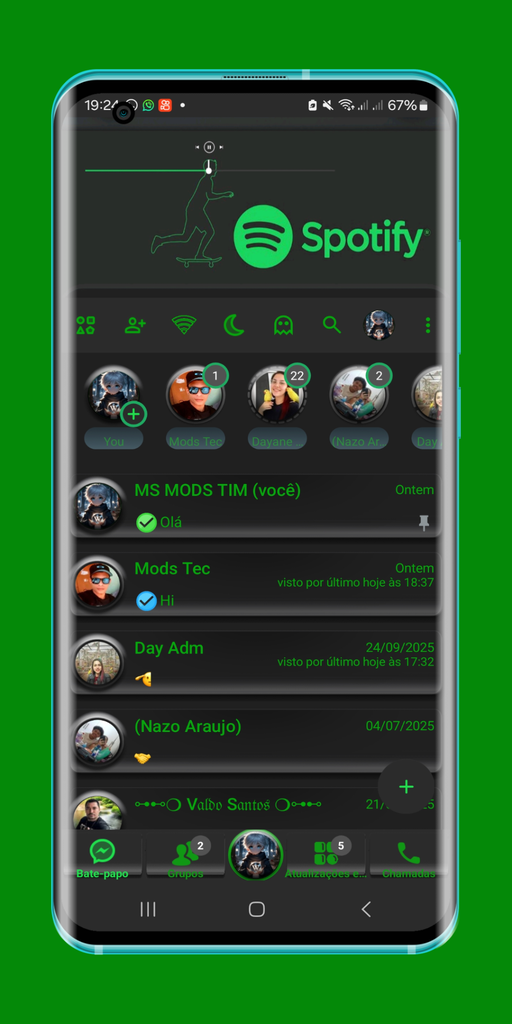 19:24
67%
Spotify®
1
22
2
You
Mods Tec
Dayane ...
(Nazo Ar...
Day
MS MODS TIM (você)
Ontem
Olá
Mods Tec
Ontem
visto por último hoje às 18:37
Hi
Day Adm
24/09/2025
visto por último hoje às 17:32
(Nazo Araujo)
04/07/2025
𝖁𝖆𝖑𝖉𝖔 𝕾𝖆𝖓𝖙𝖔𝖘
2
5
Bate-papo
Grupos
Atualizações e...
Chamadas